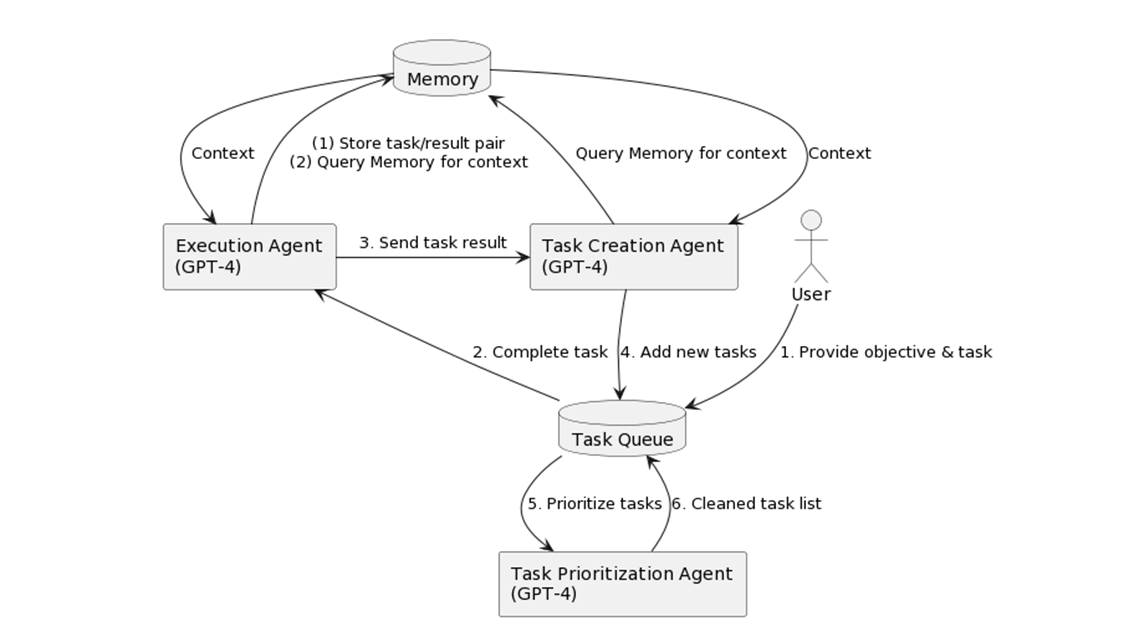 Memory
Context
(1) Store task/result pair
(2) Query Memory for context
Query Memory for context
Context
Execution Agent
(GPT-4)
3. Send task result
Task Creation Agent
(GPT-4)
User
2. Complete task
4. Add new tasks
1. Provide objective & task
Task Queue
5. Prioritize tasks
6. Cleaned task list
Task Prioritization Agent
(GPT-4)